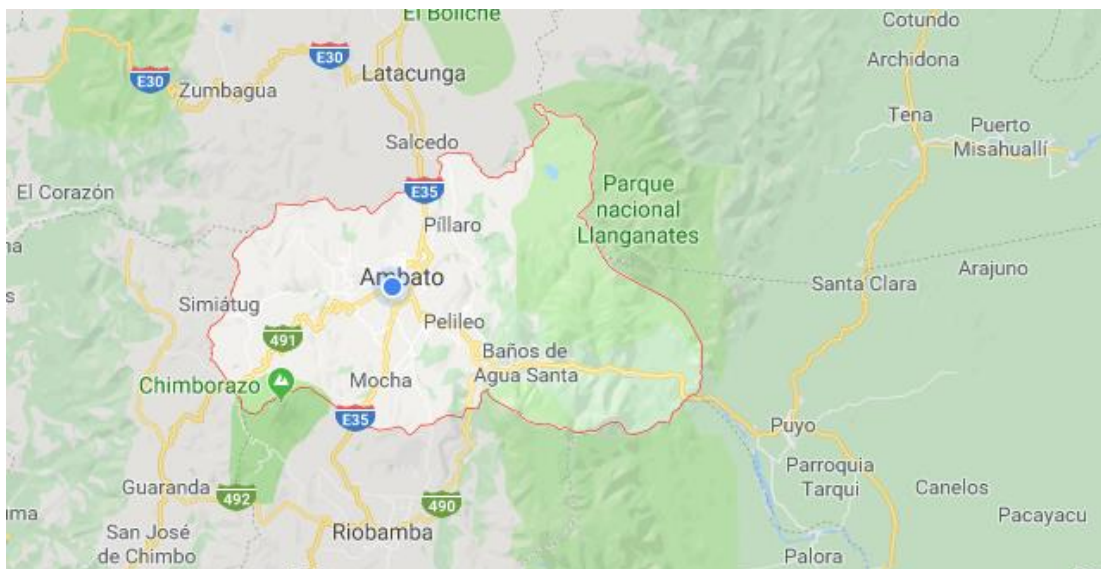 El Boliche
Cotundo
E30
Archidona
E30
Latacunga
Zumbagua
Tena
Puerto
Misahuallí
Salcedo
El Corazón
E35
Parque
nacional
Llanganates
Píllaro
Ambato
Arajuno
Santa Clara
Simiátug
Pelileo
491
Baños de
Agua Santa
Mocha
Chimborazo
E35
Puyo
Parroquia
Tarqui
Guaranda
492
490
Canelos
Pacayacu
San José
de Chimbo
Riobamba
Palora